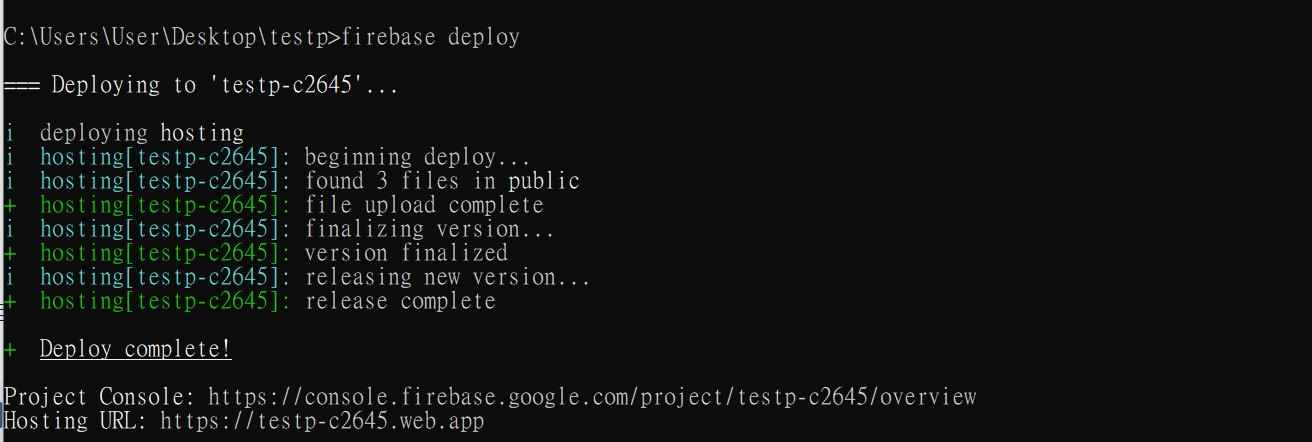 C:\Users\User\Desktop\testp>firebase deploy
=== Deploying to 'testp-c2645'...
i  deploying hosting
i  hosting[testp-c2645]: beginning deploy...
i  hosting[testp-c2645]: found 3 files in public
+  hosting[testp-c2645]: file upload complete
i  hosting[testp-c2645]: finalizing version...
+  hosting[testp-c2645]: version finalized
i  hosting[testp-c2645]: releasing new version...
+  hosting[testp-c2645]: release complete
+  Deploy complete!
Project Console: https://console.firebase.google.com/project/testp-c2645/overview
Hosting URL: https://testp-c2645.web.app